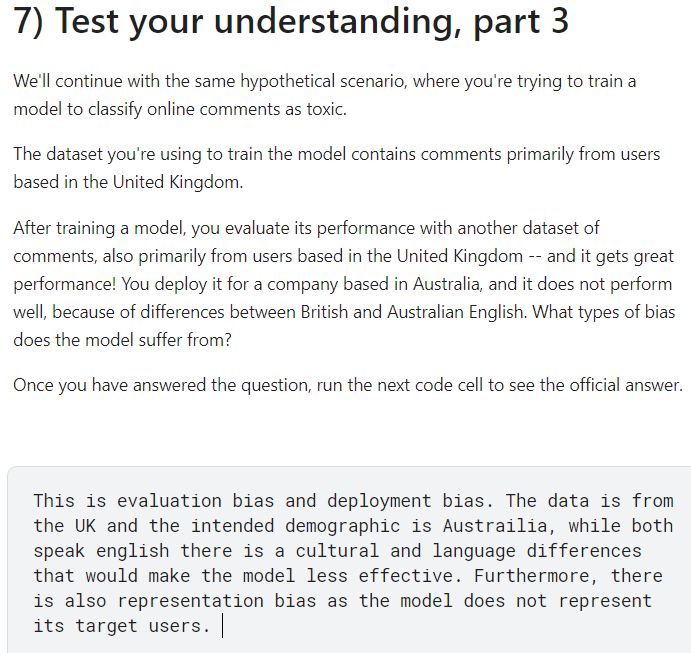 7) Test your understanding, part 3
We'll continue with the same hypothetical scenario, where you're trying to train a
model to classify online comments as toxic.
The dataset you're using to train the model contains comments primarily from users
based in the United Kingdom.
After training a model, you evaluate its performance with another dataset of
comments, also primarily from users based in the United Kingdom -- and it gets great
performance! You deploy it for a company based in Australia, and it does not perform
well, because of differences between British and Australian English. What types of bias
does the model suffer from?
Once you have answered the question, run the next code cell to see the official answer.
This is evaluation bias and deployment bias. The data is from
the UK and the intended demographic is Austrailia, while both
speak english there is a cultural and language differences
that would make the model less effective. Furthermore, there
is also representation bias as the model does not represent
its target users.